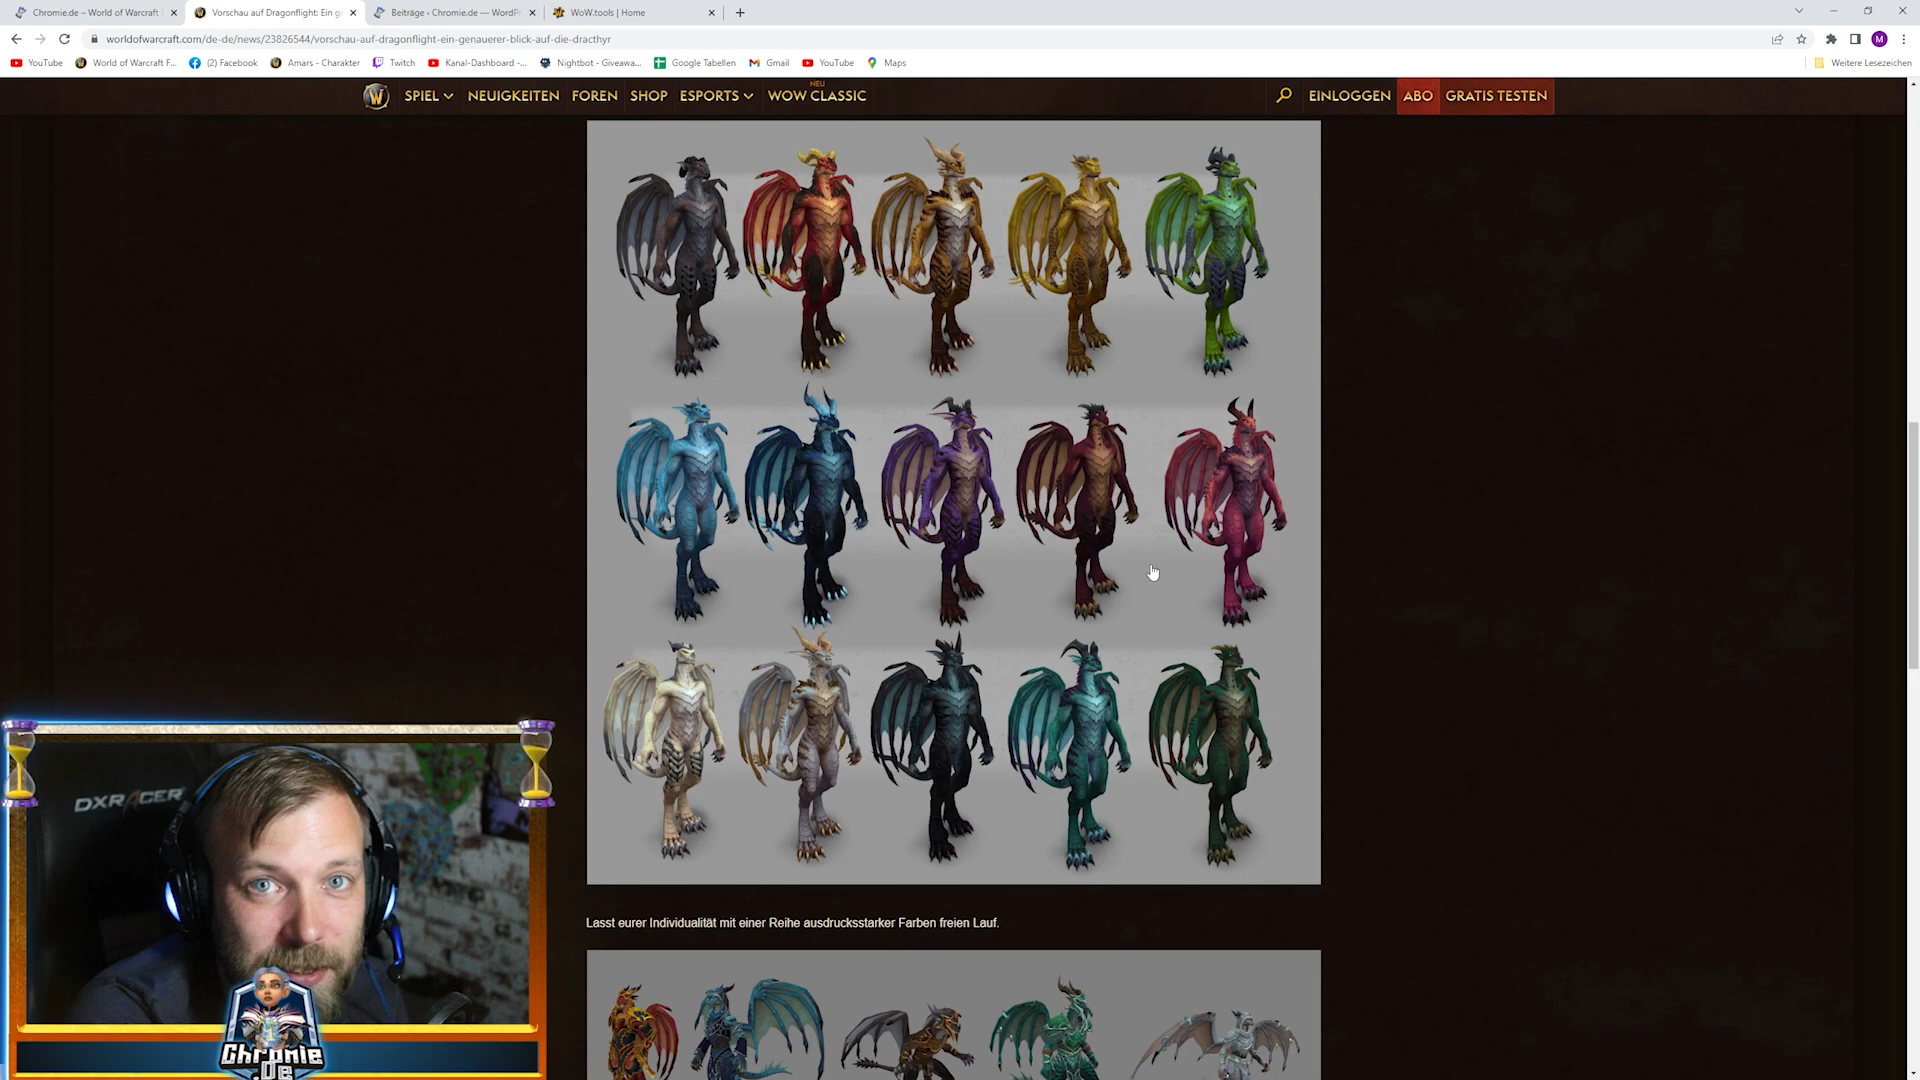 Chromie.de – World of Warcraft
Vorschau auf Dragonflight: Ein g
Beiträge ‹ Chromie.de — WordPr
WoW.tools | Home
worldofwarcraft.com/de-de/news/23826544/vorschau-auf-dragonflight-ein-genauerer-blick-auf-die-dracthyr
M
YouTube
World of Warcraft F...
(2) Facebook
Amars - Charakter
Twitch
Kanal-Dashboard -...
Nightbot - Giveawa...
Google Tabellen
Gmail
YouTube
Maps
Weitere Lesezeichen
W
SPIEL
NEUIGKEITEN
FOREN
SHOP
ESPORTS
NEU
WOW CLASSIC
EINLOGGEN
ABO
GRATIS TESTEN
DXRACER
Lasst eurer Individualität mit einer Reihe ausdrucksstarker Farben freien Lauf.
Chromie
.De